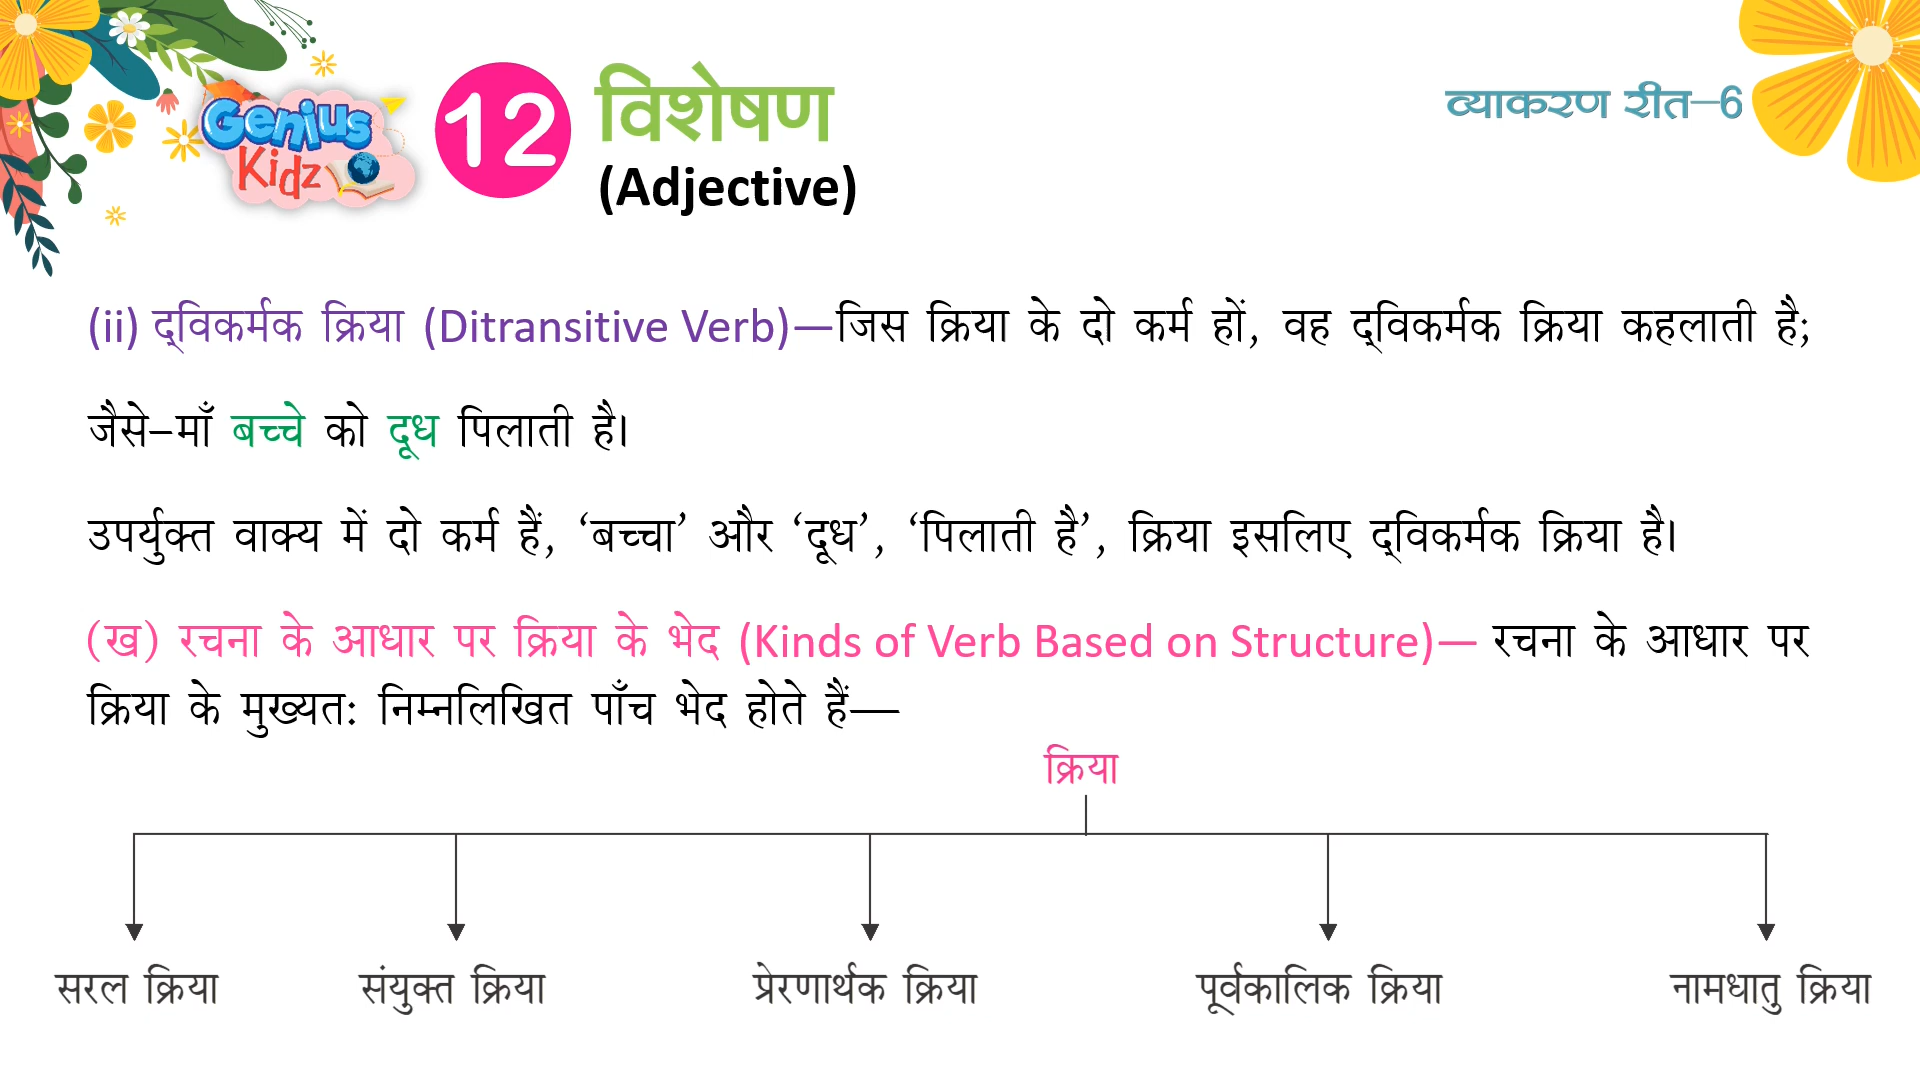 Genius
Kidz
12
विशेषण
(Adjective)
व्याकरण रीत–6
(ii) द्‌विकर्मक क्रिया (Ditransitive Verb)—जिस क्रिया के दो कर्म हों, वह द्‌विकर्मक क्रिया कहलाती है;
जैसे–माँ बच्चे को दूध पिलाती है।
उपर्युक्त वाक्य में दो कर्म हैं, ‘बच्चा’ और ‘दूध’, ‘पिलाती है’, क्रिया इसलिए द्‌विकर्मक क्रिया है।
(ख) रचना के आधार पर क्रिया के भेद (Kinds of Verb Based on Structure)— रचना के आधार पर
क्रिया के मुख्यतः निम्नलिखित पाँच भेद होते हैं—
क्रिया
सरल क्रिया संयुक्त क्रिया प्रेरणार्थक क्रिया पूर्वकालिक क्रिया नामधातु क्रिया